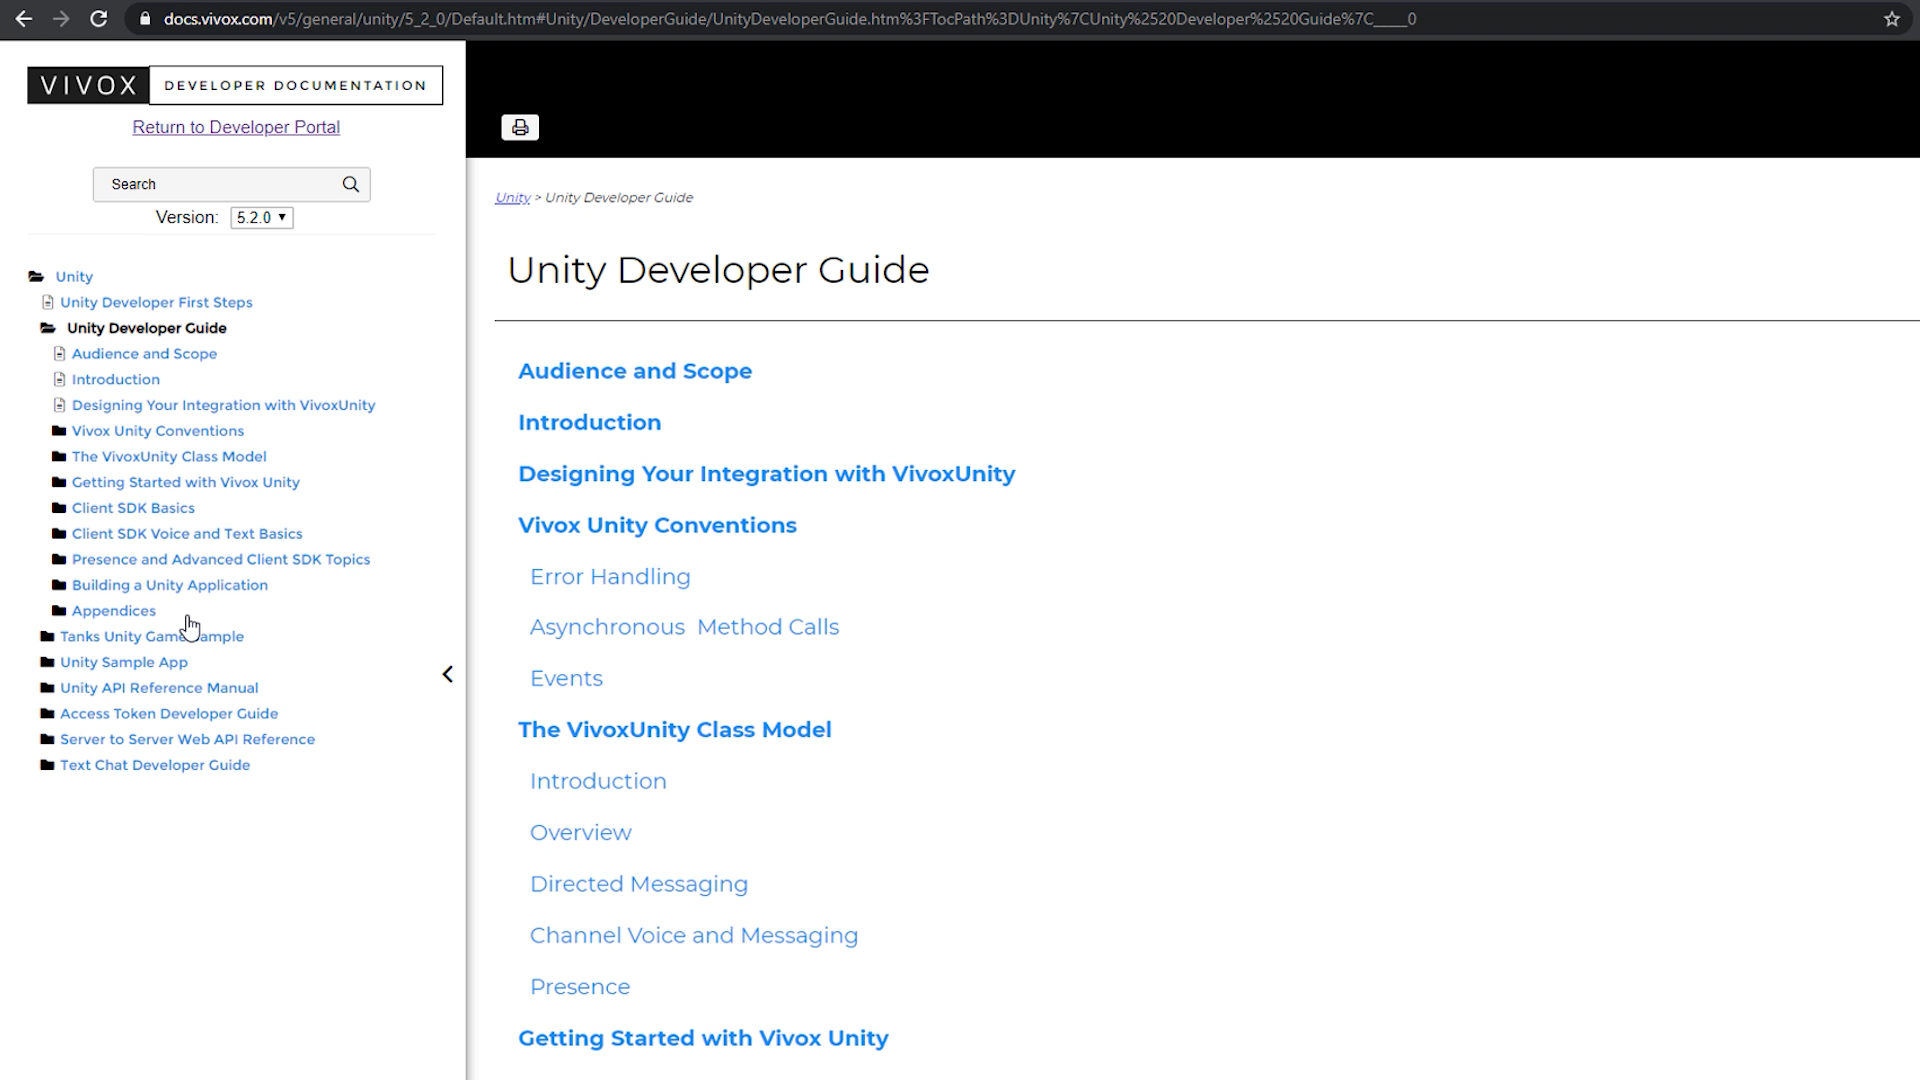 docs.vivox.com/v5/general/unity/5_2_0/Default.htm#Unity/DeveloperGuide/UnityDeveloperGuide.htm%3FTocPath%3DUnity%7CUnity%2520Developer%2520Guide%7C____0
VIVOX DEVELOPER DOCUMENTATION
Return to Developer Portal
Search
Version: 5.2.0
Unity
Unity Developer First Steps
Unity Developer Guide
Audience and Scope
Introduction
Designing Your Integration with VivoxUnity
Vivox Unity Conventions
The VivoxUnity Class Model
Getting Started with Vivox Unity
Client SDK Basics
Client SDK Voice and Text Basics
Presence and Advanced Client SDK Topics
Building a Unity Application
Appendices
Tanks Unity Game Sample
Unity Sample App
Unity API Reference Manual
Access Token Developer Guide
Server to Server Web API Reference
Text Chat Developer Guide
Unity > Unity Developer Guide
Unity Developer Guide
Audience and Scope
Introduction
Designing Your Integration with VivoxUnity
Vivox Unity Conventions
Error Handling
Asynchronous Method Calls
Events
The VivoxUnity Class Model
Introduction
Overview
Directed Messaging
Channel Voice and Messaging
Presence
Getting Started with Vivox Unity